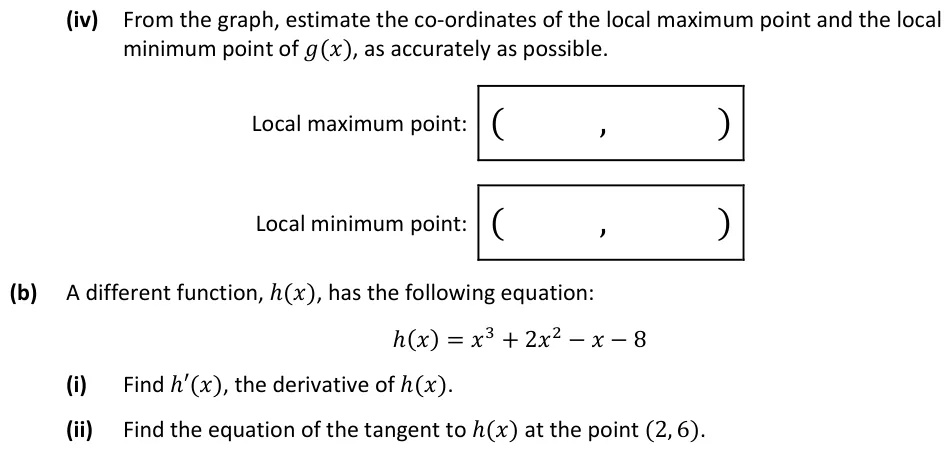 (iv) From the graph, estimate the co-ordinates of the local maximum point and the local
minimum point of g(x), as accurately as possible.
Local maximum point: ( , )
Local minimum point: ( , )
(b) A different function, h(x), has the following equation:
h(x) = x³ + 2x² − x − 8
(i) Find h′(x), the derivative of h(x).
(ii) Find the equation of the tangent to h(x) at the point (2, 6).